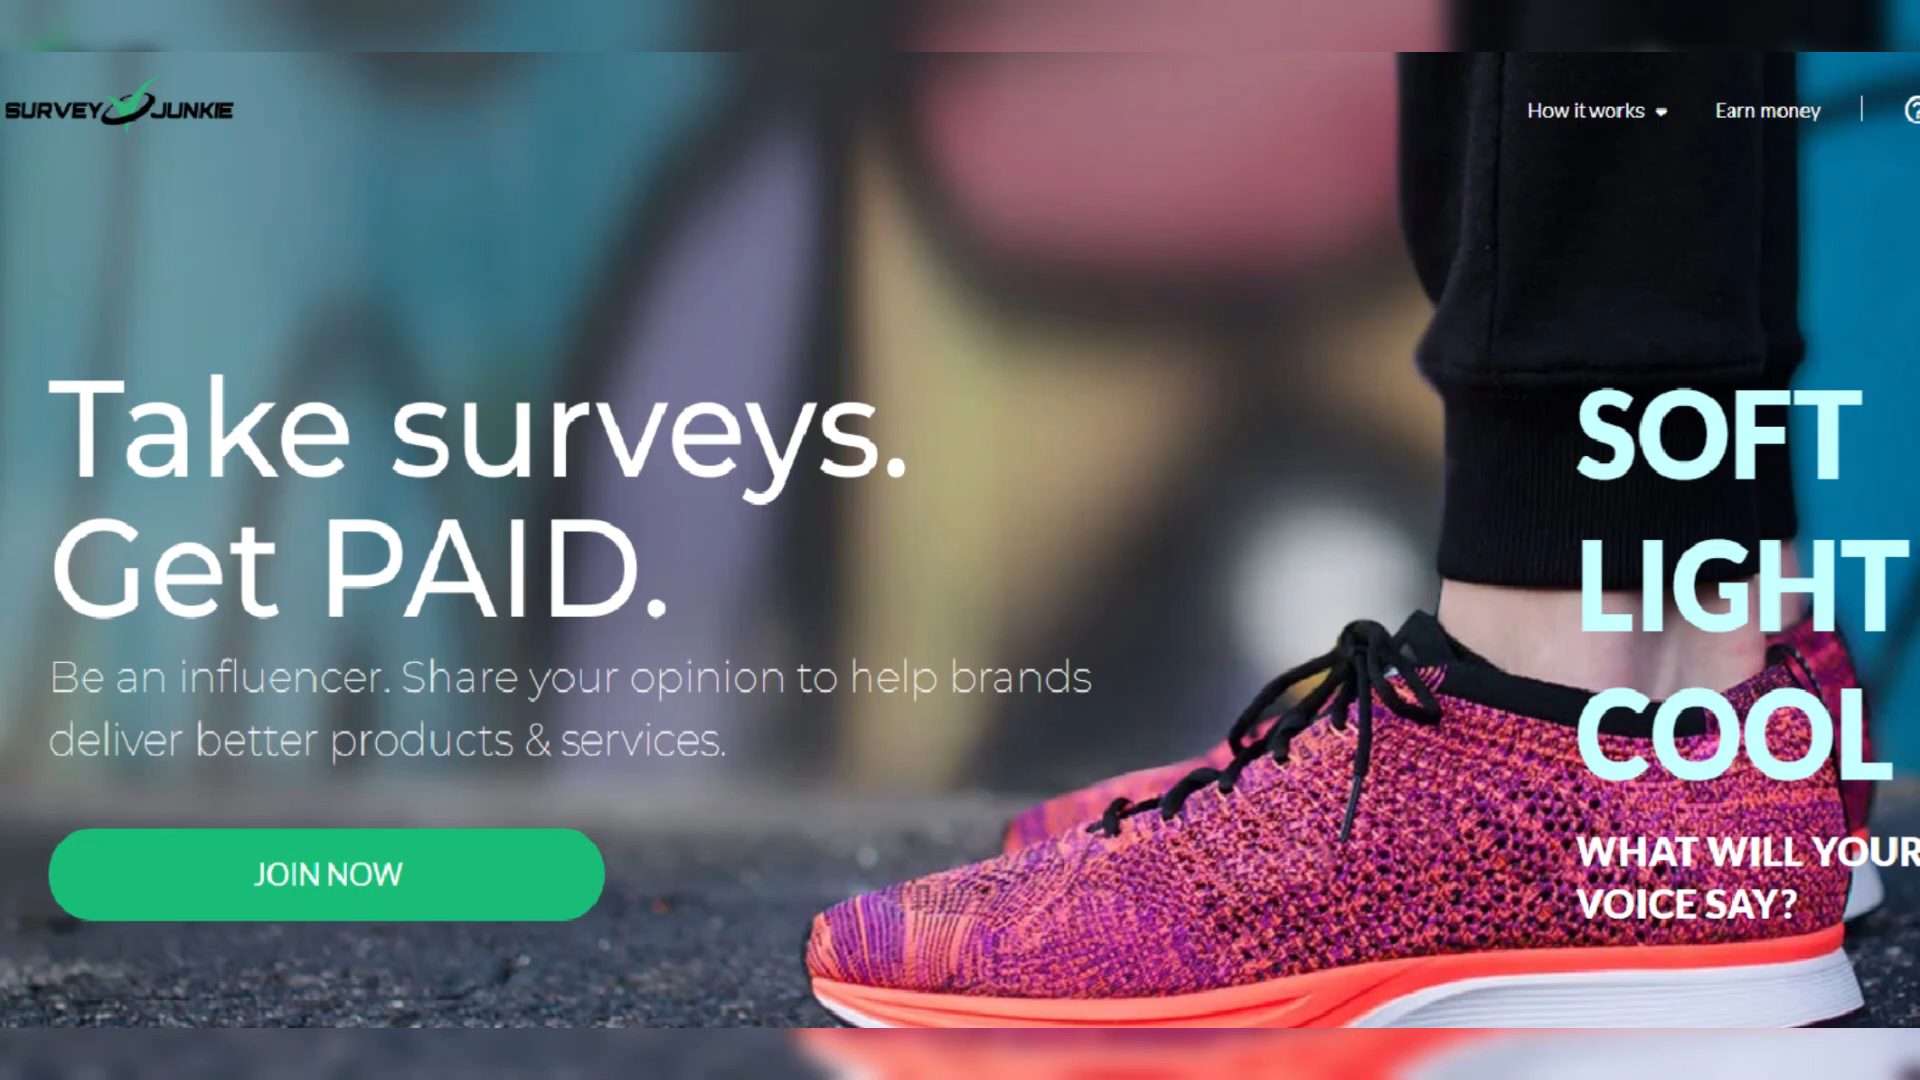 SURVEY JUNKIE
How it works
Earn money
Take surveys.
Get PAID.
Be an influencer. Share your opinion to help brands
deliver better products & services.
JOIN NOW
SOFT
LIGHT
COOL
WHAT WILL YOUR
VOICE SAY?